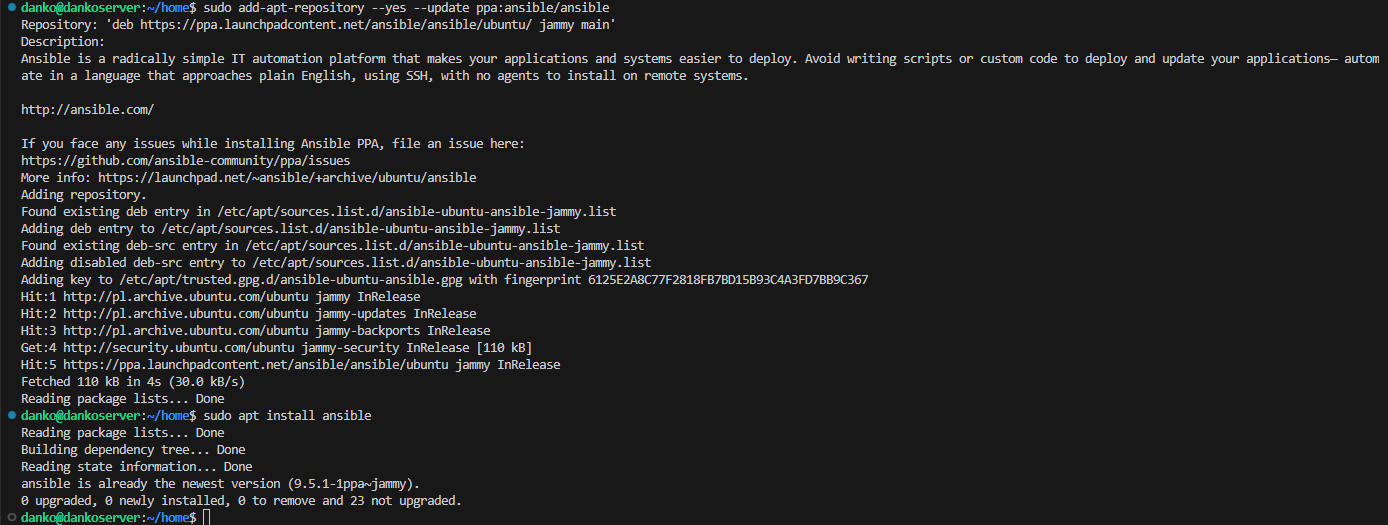 danko@dankoserver:~/home$ sudo add-apt-repository --yes --update ppa:ansible/ansible
Repository: 'deb https://ppa.launchpadcontent.net/ansible/ansible/ubuntu/ jammy main'
Description:
Ansible is a radically simple IT automation platform that makes your applications and systems easier to deploy. Avoid writing scripts or custom code to deploy and update your applications— autom
ate in a language that approaches plain English, using SSH, with no agents to install on remote systems.

http://ansible.com/

If you face any issues while installing Ansible PPA, file an issue here:
https://github.com/ansible-community/ppa/issues
More info: https://launchpad.net/~ansible/+archive/ubuntu/ansible
Adding repository.
Found existing deb entry in /etc/apt/sources.list.d/ansible-ubuntu-ansible-jammy.list
Adding deb entry to /etc/apt/sources.list.d/ansible-ubuntu-ansible-jammy.list
Found existing deb-src entry in /etc/apt/sources.list.d/ansible-ubuntu-ansible-jammy.list
Adding disabled deb-src entry to /etc/apt/sources.list.d/ansible-ubuntu-ansible-jammy.list
Adding key to /etc/apt/trusted.gpg.d/ansible-ubuntu-ansible.gpg with fingerprint 6125E2A8C77F2818FB7BD15B93C4A3FD7BB9C367
Hit:1 http://pl.archive.ubuntu.com/ubuntu jammy InRelease
Hit:2 http://pl.archive.ubuntu.com/ubuntu jammy-updates InRelease
Hit:3 http://pl.archive.ubuntu.com/ubuntu jammy-backports InRelease
Get:4 http://security.ubuntu.com/ubuntu jammy-security InRelease [110 kB]
Hit:5 https://ppa.launchpadcontent.net/ansible/ansible/ubuntu jammy InRelease
Fetched 110 kB in 4s (30.0 kB/s)
Reading package lists... Done
danko@dankoserver:~/home$ sudo apt install ansible
Reading package lists... Done
Building dependency tree... Done
Reading state information... Done
ansible is already the newest version (9.5.1-1ppa~jammy).
0 upgraded, 0 newly installed, 0 to remove and 23 not upgraded.
danko@dankoserver:~/home$